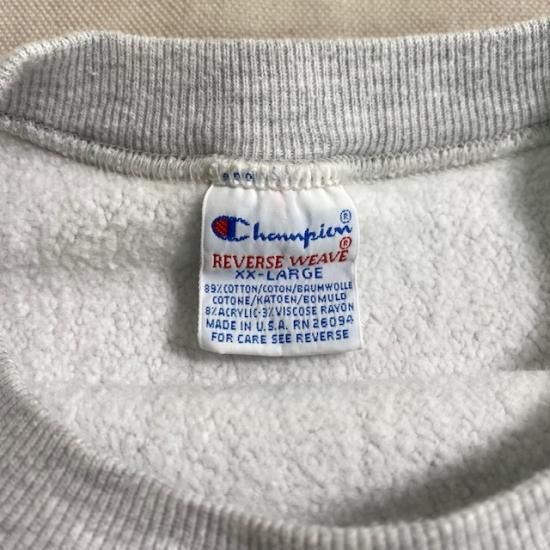 Champion®
REVERSE WEAVE®
XX-LARGE
89% COTTON/COTON/BAUMWOLLE
COTONE/KATOEN/BOMULD
8% ACRYLIC-3% VISCOSE RAYON
MADE IN U.S.A. RN 26094
FOR CARE SEE REVERSE